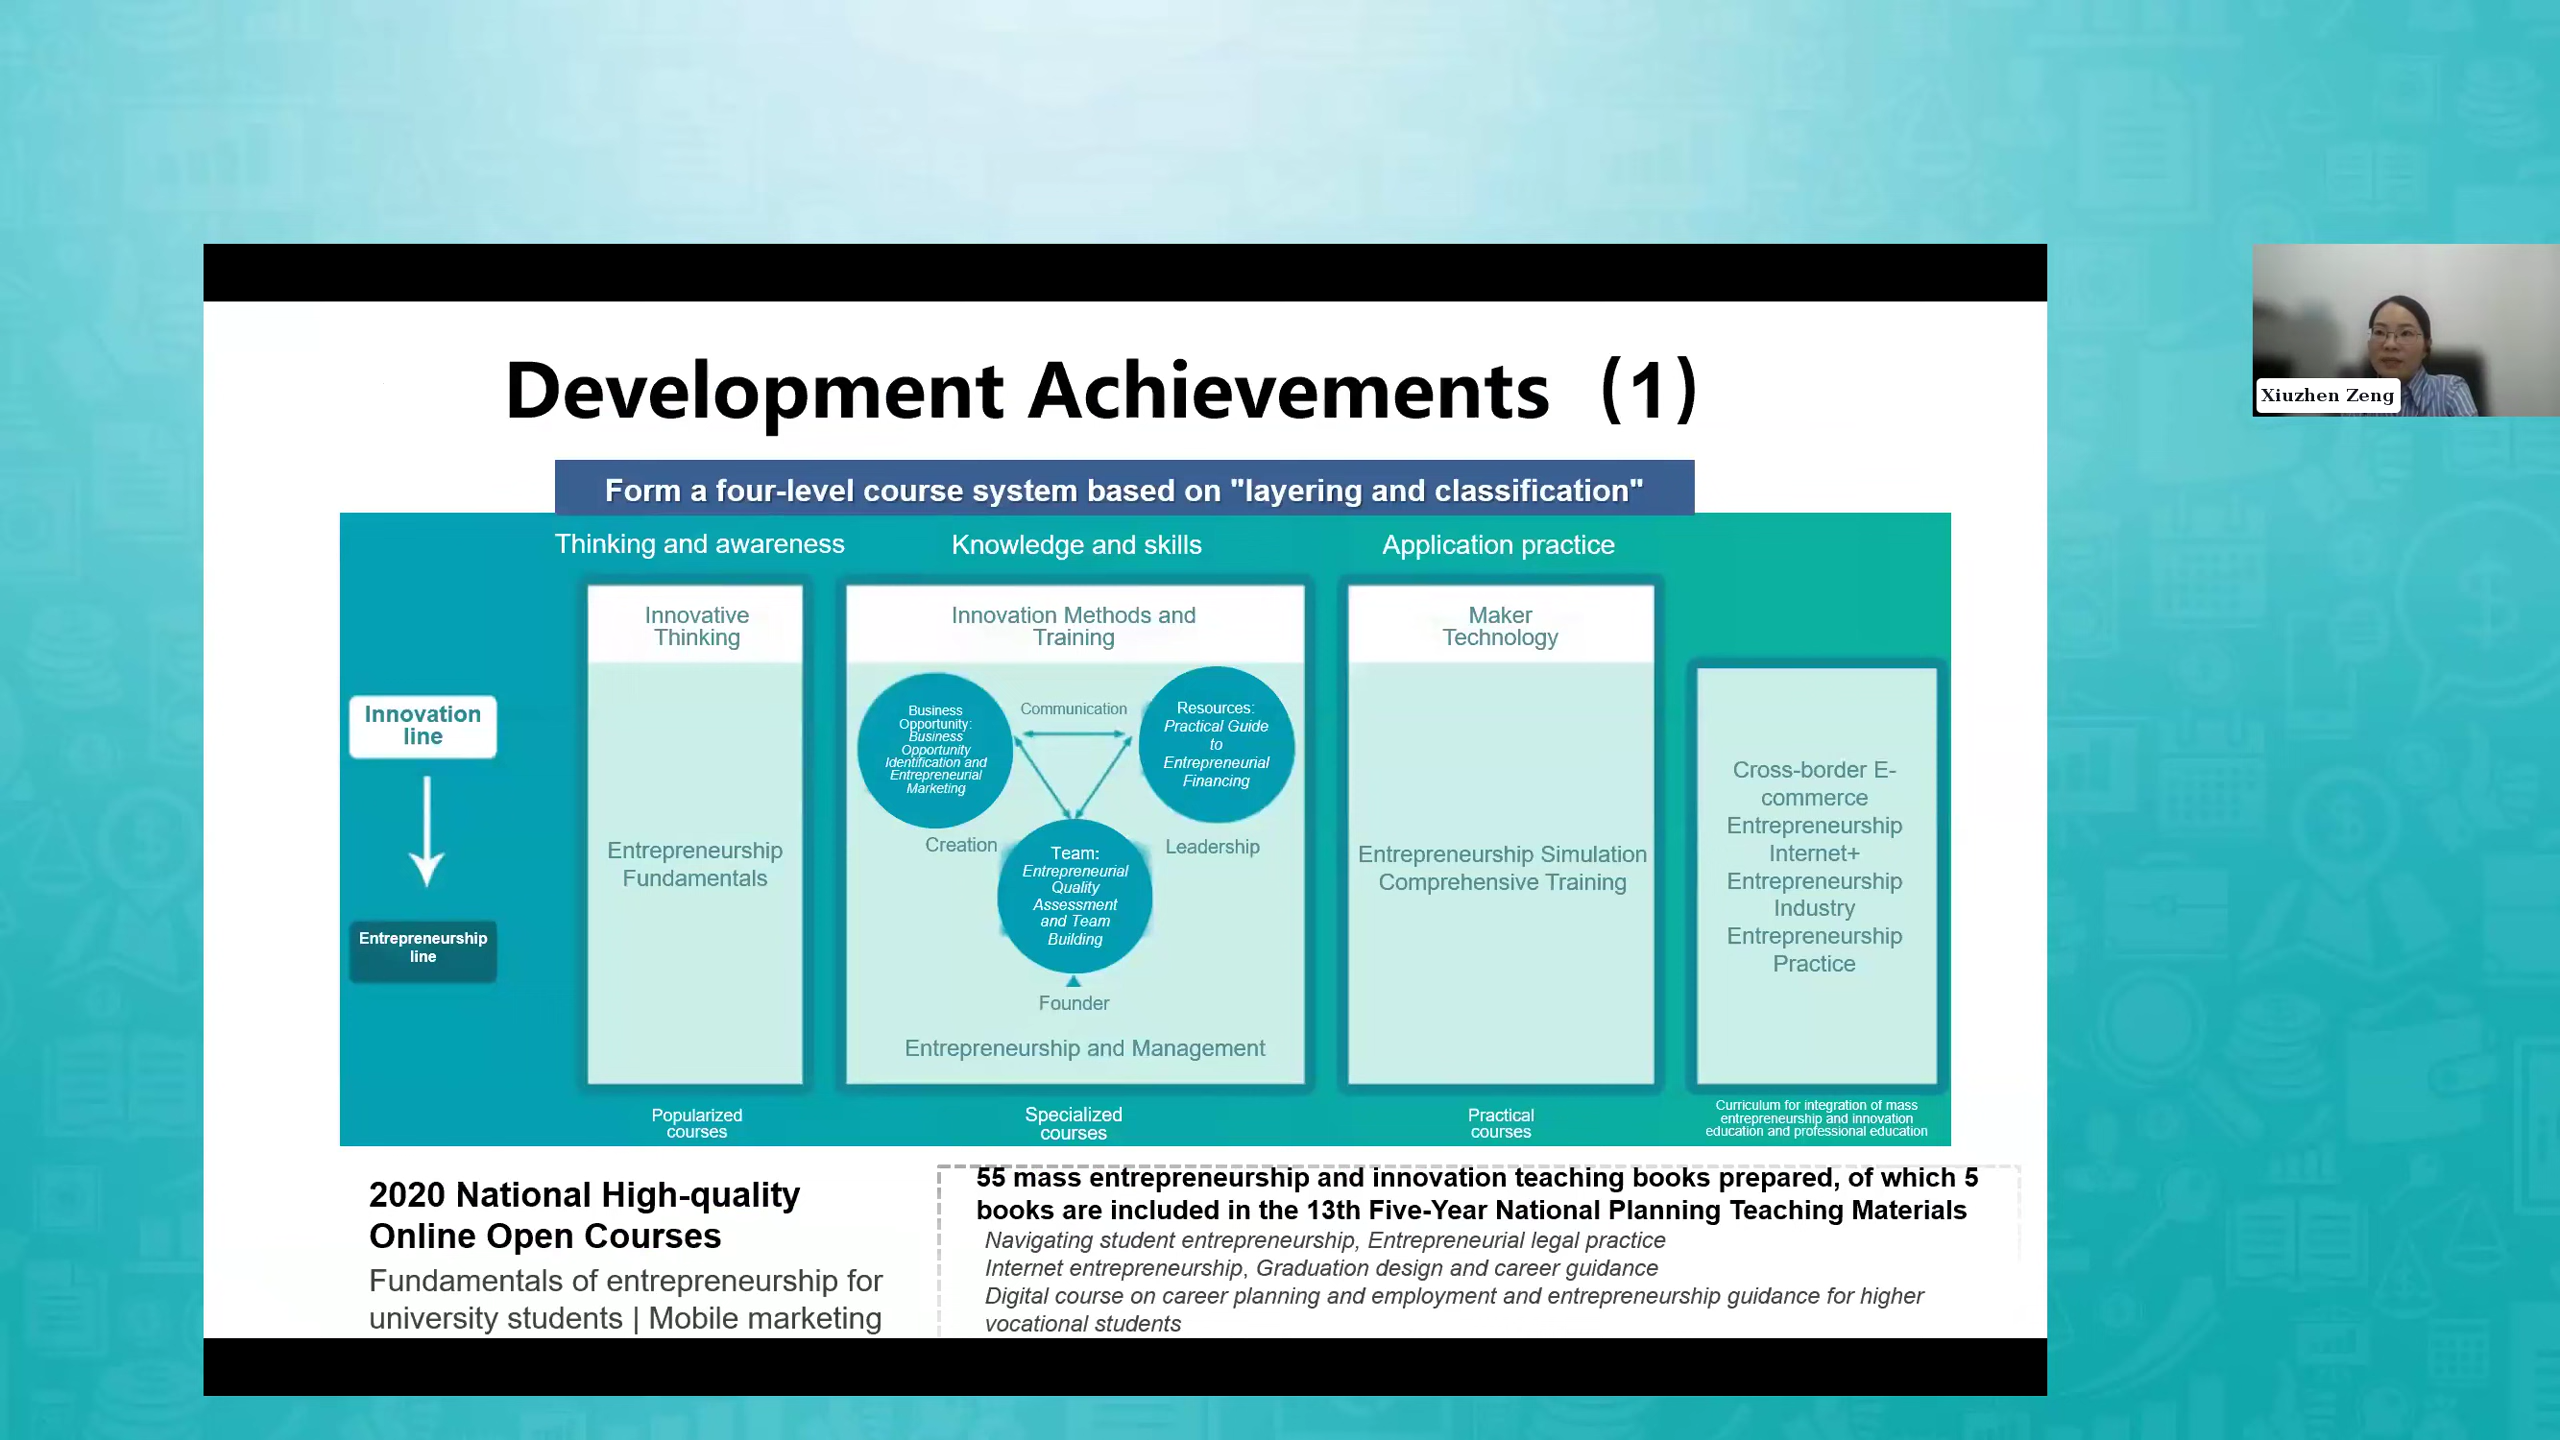 Development Achievements（1）
Form a four-level course system based on "layering and classification"
Thinking and awareness
Knowledge and skills
Application practice
Innovation
line
Entrepreneurship
line
Innovative
Thinking
Entrepreneurship
Fundamentals
Popularized
courses
Innovation Methods and
Training
Business
Opportunity:
Business
Opportunity
Identification and
Entrepreneurial
Marketing
Communication
Resources:
Practical Guide
to
Entrepreneurial
Financing
Creation
Leadership
Team:
Entrepreneurial
Quality
Assessment
and Team
Building
Founder
Entrepreneurship and Management
Specialized
courses
Maker
Technology
Entrepreneurship Simulation
Comprehensive Training
Practical
courses
Cross-border E-
commerce
Entrepreneurship
Internet+
Entrepreneurship
Industry
Entrepreneurship
Practice
Curriculum for integration of mass
entrepreneurship and innovation
education and professional education
2020 National High-quality
Online Open Courses
Fundamentals of entrepreneurship for
university students | Mobile marketing
55 mass entrepreneurship and innovation teaching books prepared, of which 5
books are included in the 13th Five-Year National Planning Teaching Materials
Navigating student entrepreneurship, Entrepreneurial legal practice
Internet entrepreneurship, Graduation design and career guidance
Digital course on career planning and employment and entrepreneurship guidance for higher
vocational students
Xiuzhen Zeng